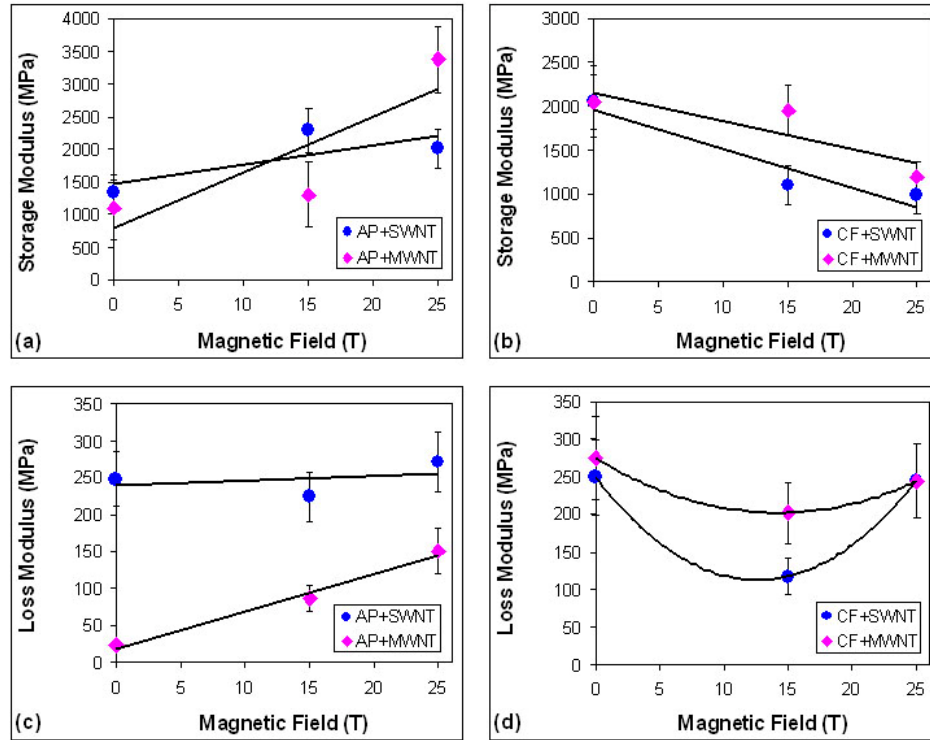 4000
3500
3000
2500
2000
1500
1000
500
0
Storage Modulus (MPa)
AP+SWNT
AP+MWNT
0 5 10 15 20 25
(a) Magnetic Field (T)
3000
2500
2000
1500
1000
500
0
Storage Modulus (MPa)
CF+SWNT
CF+MWNT
0 5 10 15 20 25
(b) Magnetic Field (T)
350
300
250
200
150
100
50
0
Loss Modulus (MPa)
AP+SWNT
AP+MWNT
0 5 10 15 20 25
(c) Magnetic Field (T)
350
300
250
200
150
100
50
0
Loss Modulus (MPa)
CF+SWNT
CF+MWNT
0 5 10 15 20 25
(d) Magnetic Field (T)